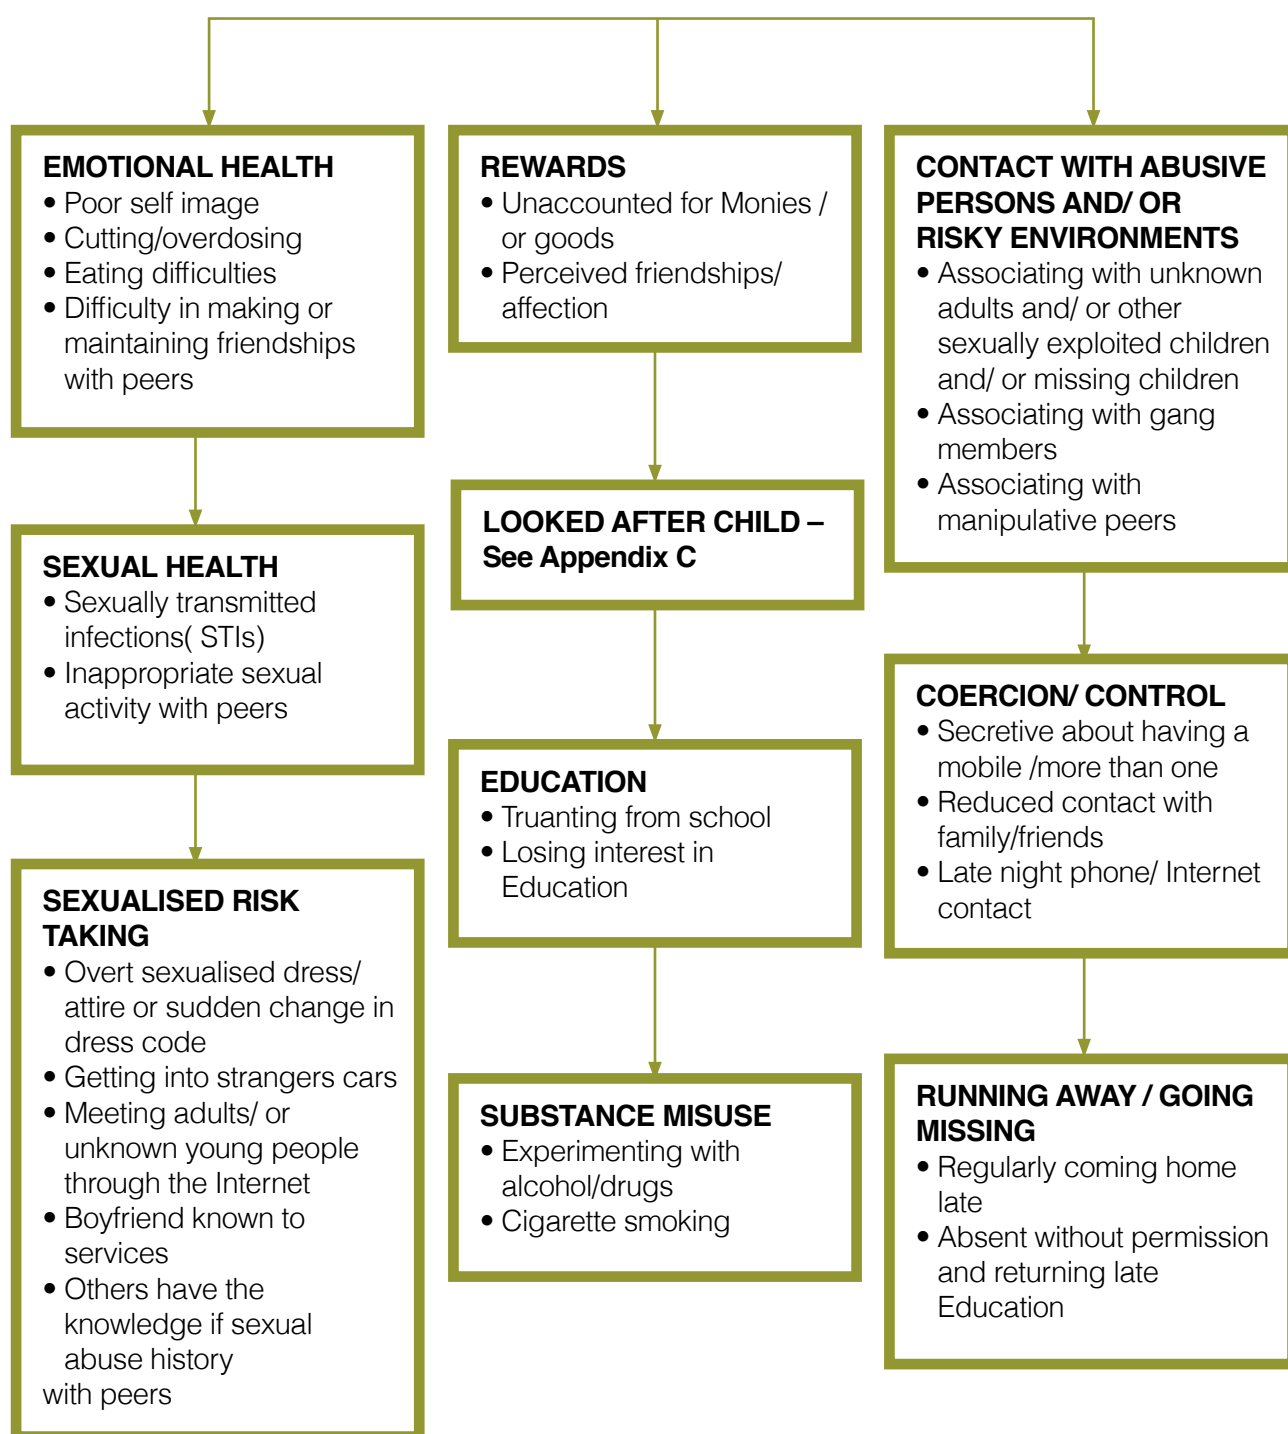 EMOTIONAL HEALTH
• Poor self image
• Cutting/overdosing
• Eating difficulties
• Difficulty in making or
maintaining friendships
with peers
SEXUAL HEALTH
• Sexually transmitted
infections( STIs)
• Inappropriate sexual
activity with peers
SEXUALISED RISK
TAKING
• Overt sexualised dress/
attire or sudden change in
dress code
• Getting into strangers cars
• Meeting adults/ or
unknown young people
through the Internet
• Boyfriend known to
services
• Others have the
knowledge if sexual
abuse history
with peers
REWARDS
• Unaccounted for Monies /
or goods
• Perceived friendships/
affection
LOOKED AFTER CHILD –
See Appendix C
EDUCATION
• Truanting from school
• Losing interest in
Education
SUBSTANCE MISUSE
• Experimenting with
alcohol/drugs
• Cigarette smoking
CONTACT WITH ABUSIVE
PERSONS AND/ OR
RISKY ENVIRONMENTS
• Associating with unknown
adults and/ or other
sexually exploited children
and/ or missing children
• Associating with gang
members
• Associating with
manipulative peers
COERCION/ CONTROL
• Secretive about having a
mobile /more than one
• Reduced contact with
family/friends
• Late night phone/ Internet
contact
RUNNING AWAY / GOING
MISSING
• Regularly coming home
late
• Absent without permission
and returning late
Education